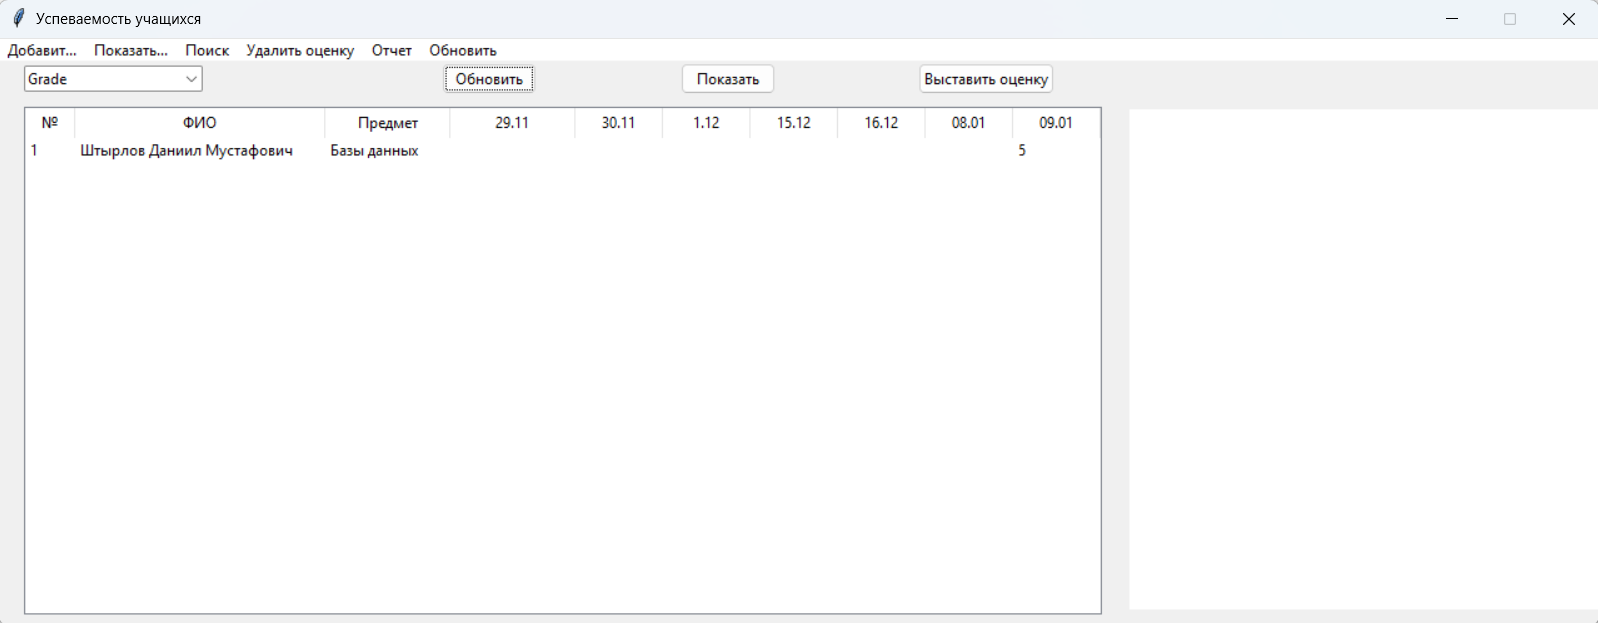 Успеваемость учащихся
Добавит... Показать... Поиск Удалить оценку Отчет Обновить
Grade Обновить Показать Выставить оценку
№ ФИО Предмет 29.11 30.11 1.12 15.12 16.12 08.01 09.01
1 Штырлов Даниил Мустафович Базы данных 5